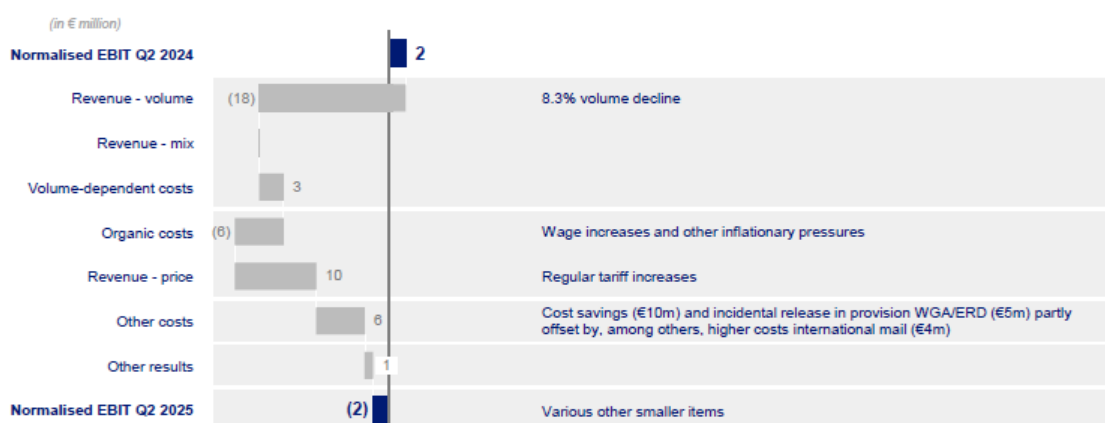 (in € million)
Normalised EBIT Q2 2024 2
Revenue - volume (18) 8.3% volume decline
Revenue - mix
Volume-dependent costs 3
Organic costs (6) Wage increases and other inflationary pressures
Revenue - price 10 Regular tariff increases
Other costs 6 Cost savings (€10m) and incidental release in provision WGA/ERD (€5m) partly
offset by, among others, higher costs international mail (€4m)
Other results 1
Normalised EBIT Q2 2025 (2) Various other smaller items